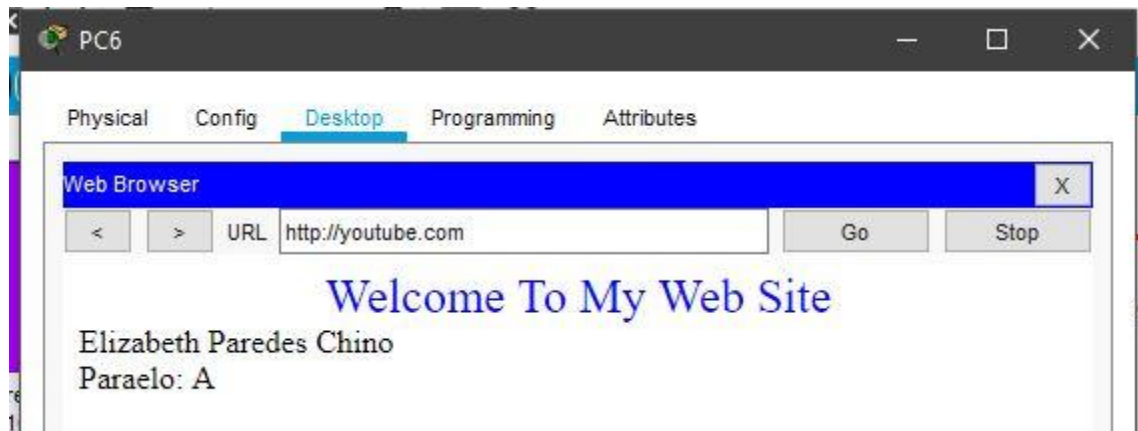 PC6
Physical Config Desktop Programming Attributes
Web Browser X
< > URL http://youtube.com Go Stop
Welcome To My Web Site
Elizabeth Paredes Chino
Paraelo: A